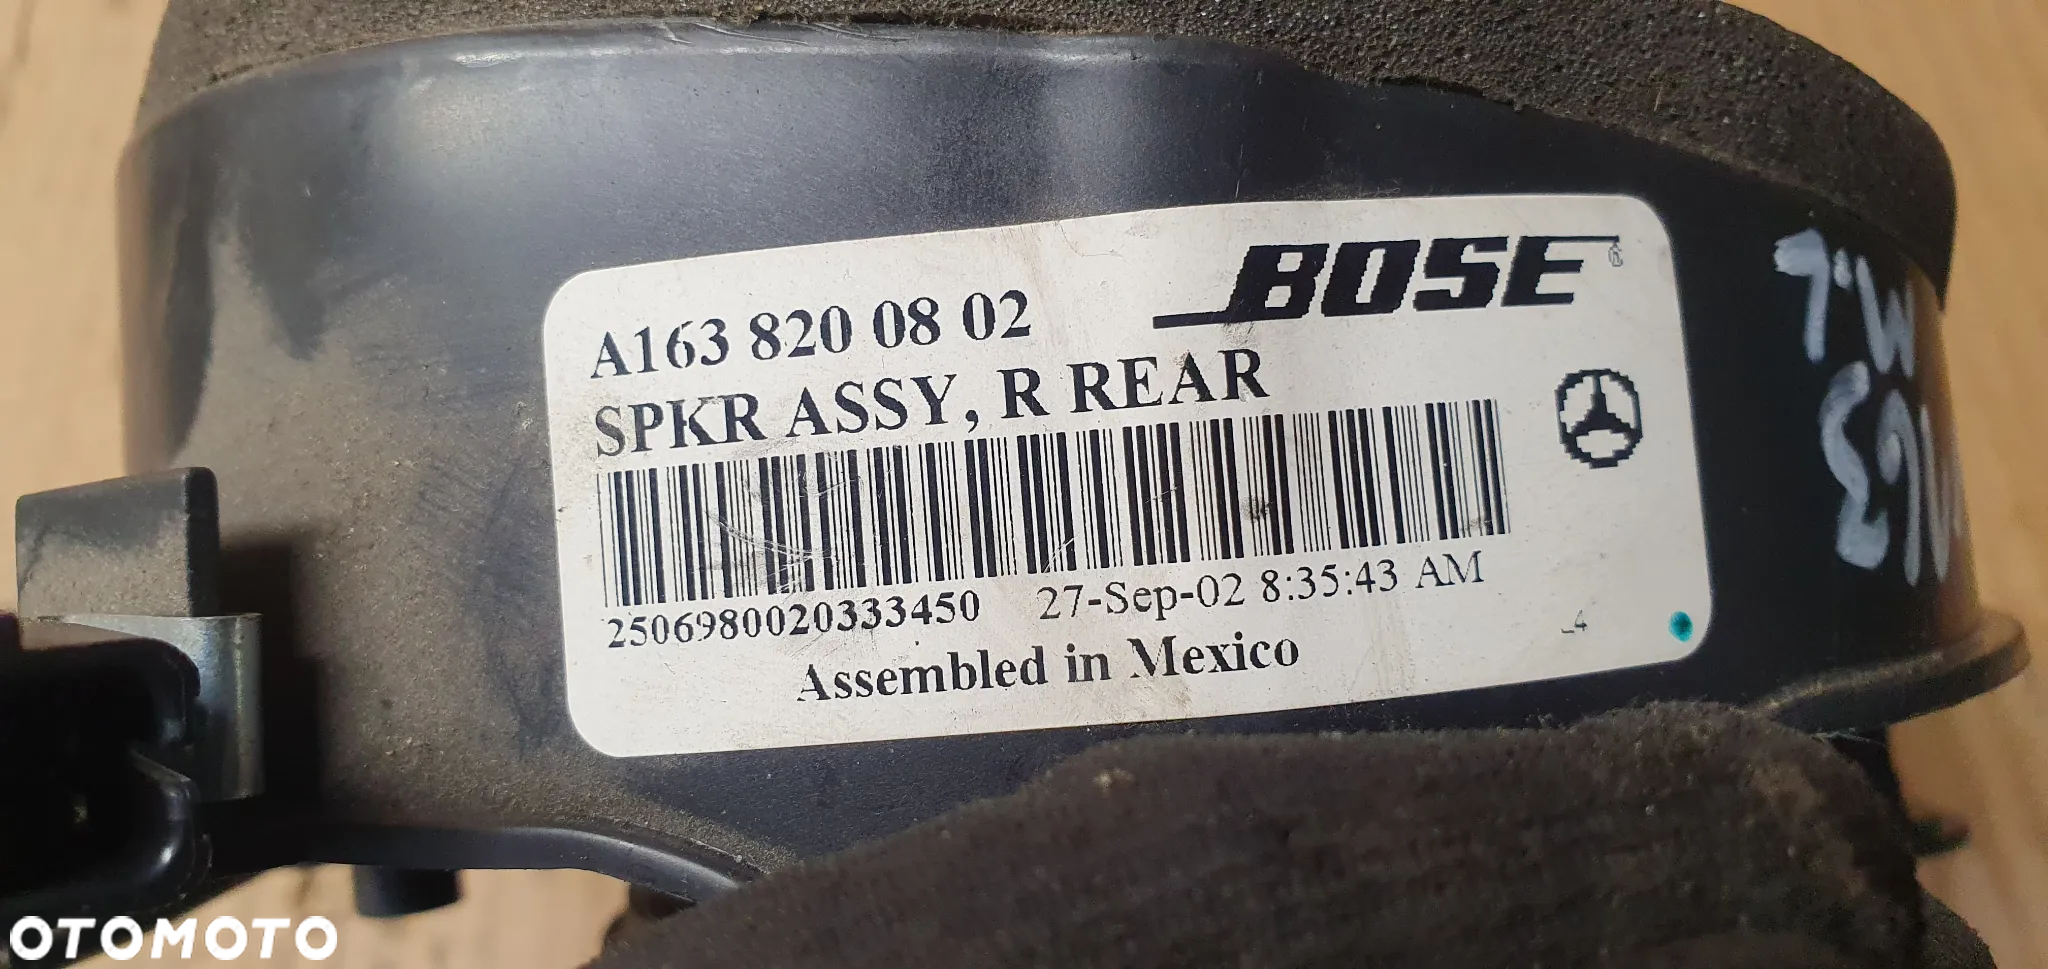 BOSE®
A163 820 08 02
SPKR ASSY, R REAR
2506980020333450 27-Sep-02 8:35:43 AM
Assembled in Mexico
M.L
W163
OTOMOTO